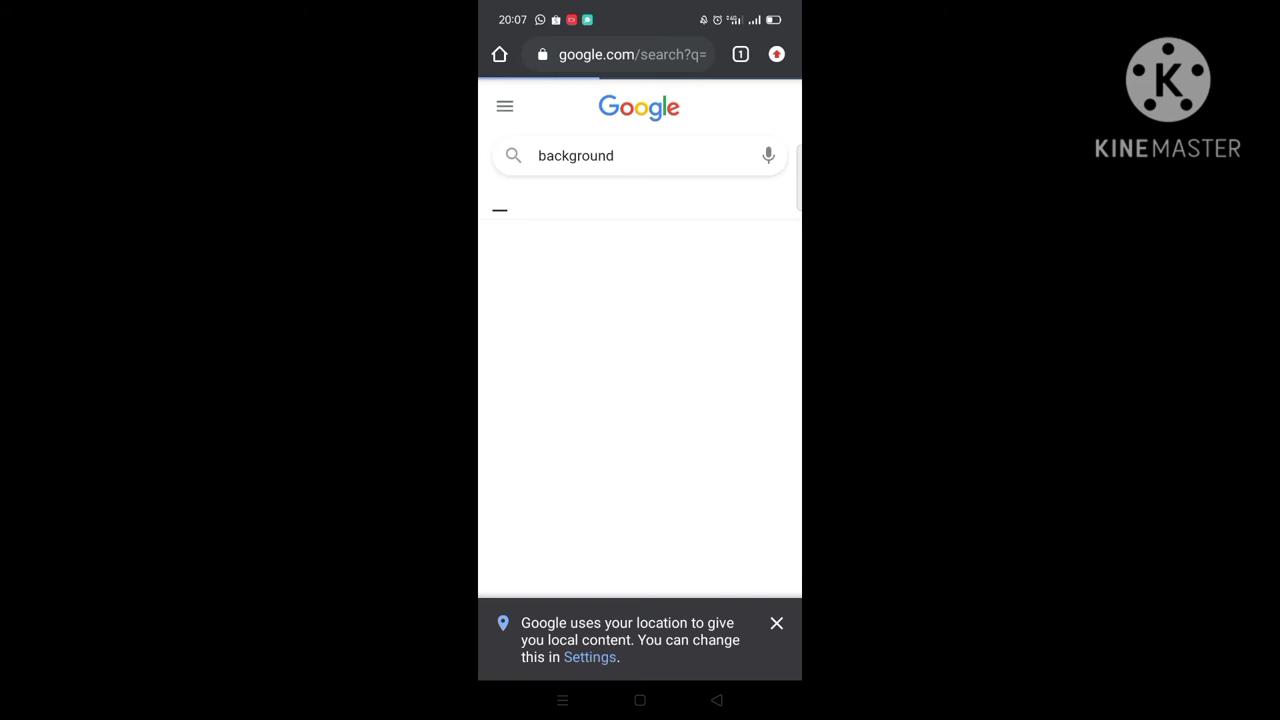 20:07
google.com/search?q=
1
Google
background
Google uses your location to give
you local content. You can change
this in Settings.
K
KINEMASTER